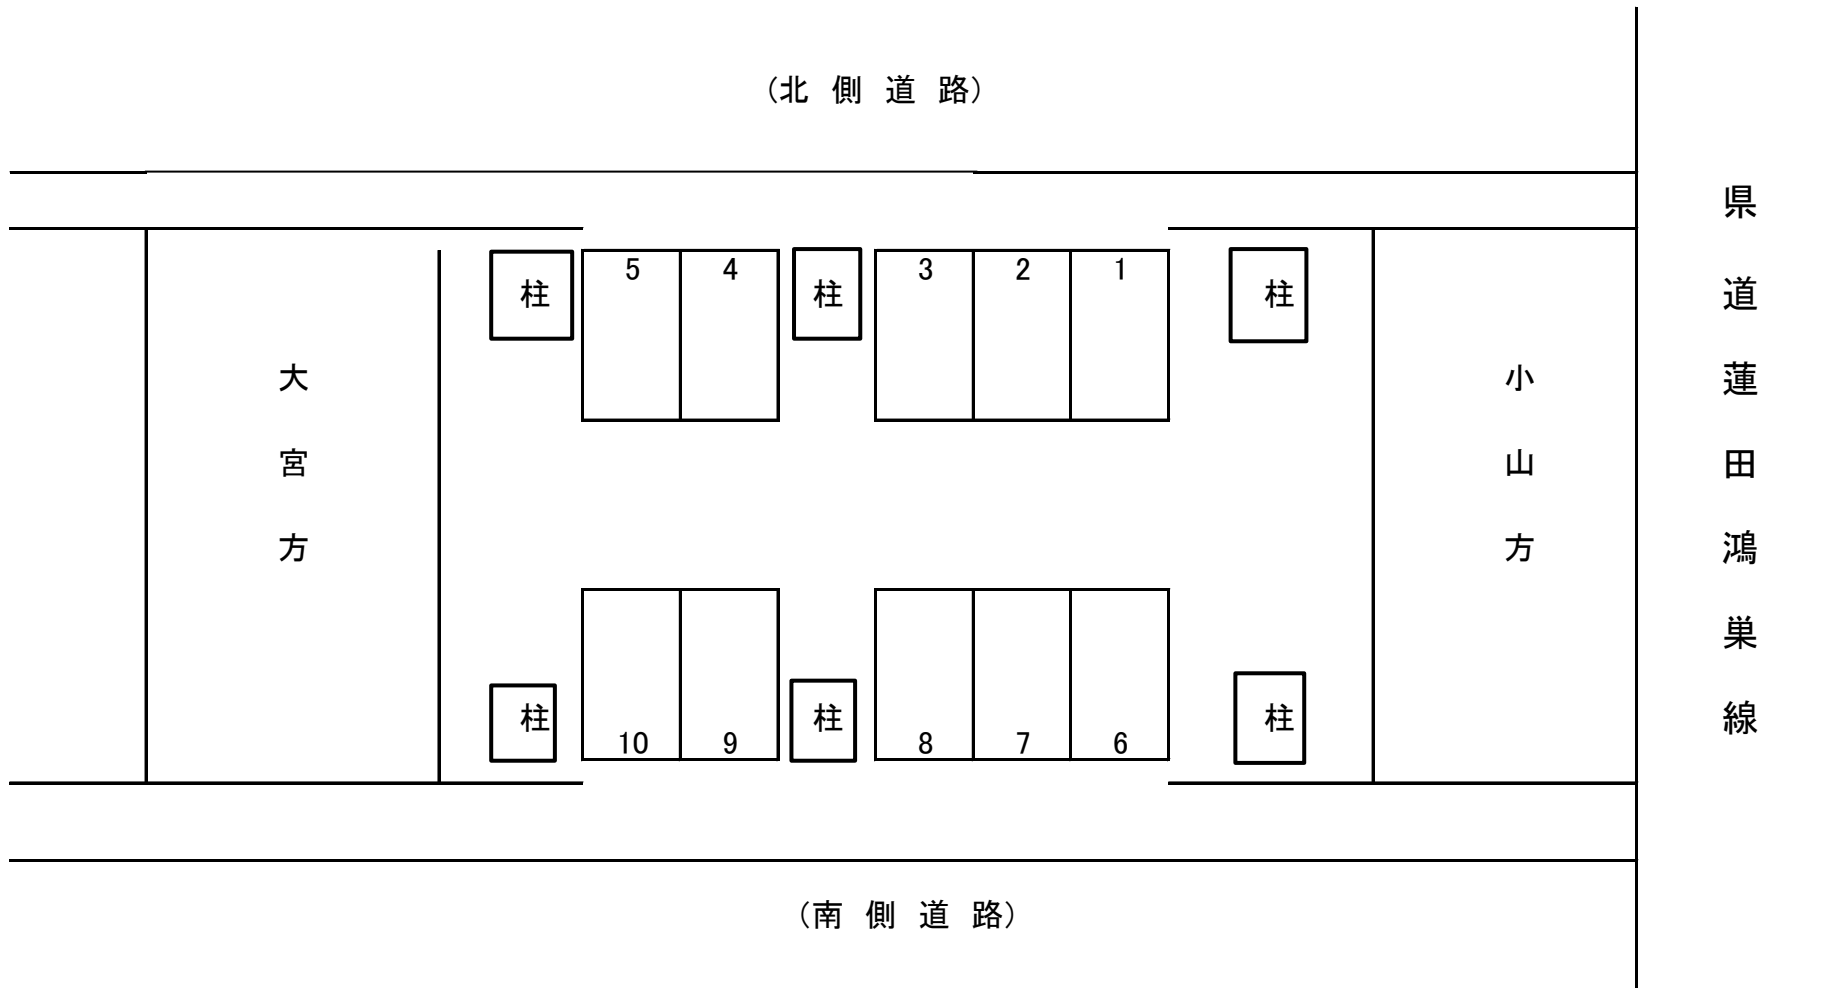 (北 側 道 路)
県道蓮田鴻巣線
柱 5 4 柱 3 2 1 柱
大宮方
小山方
柱 10 9 柱 8 7 6 柱
(南 側 道 路)